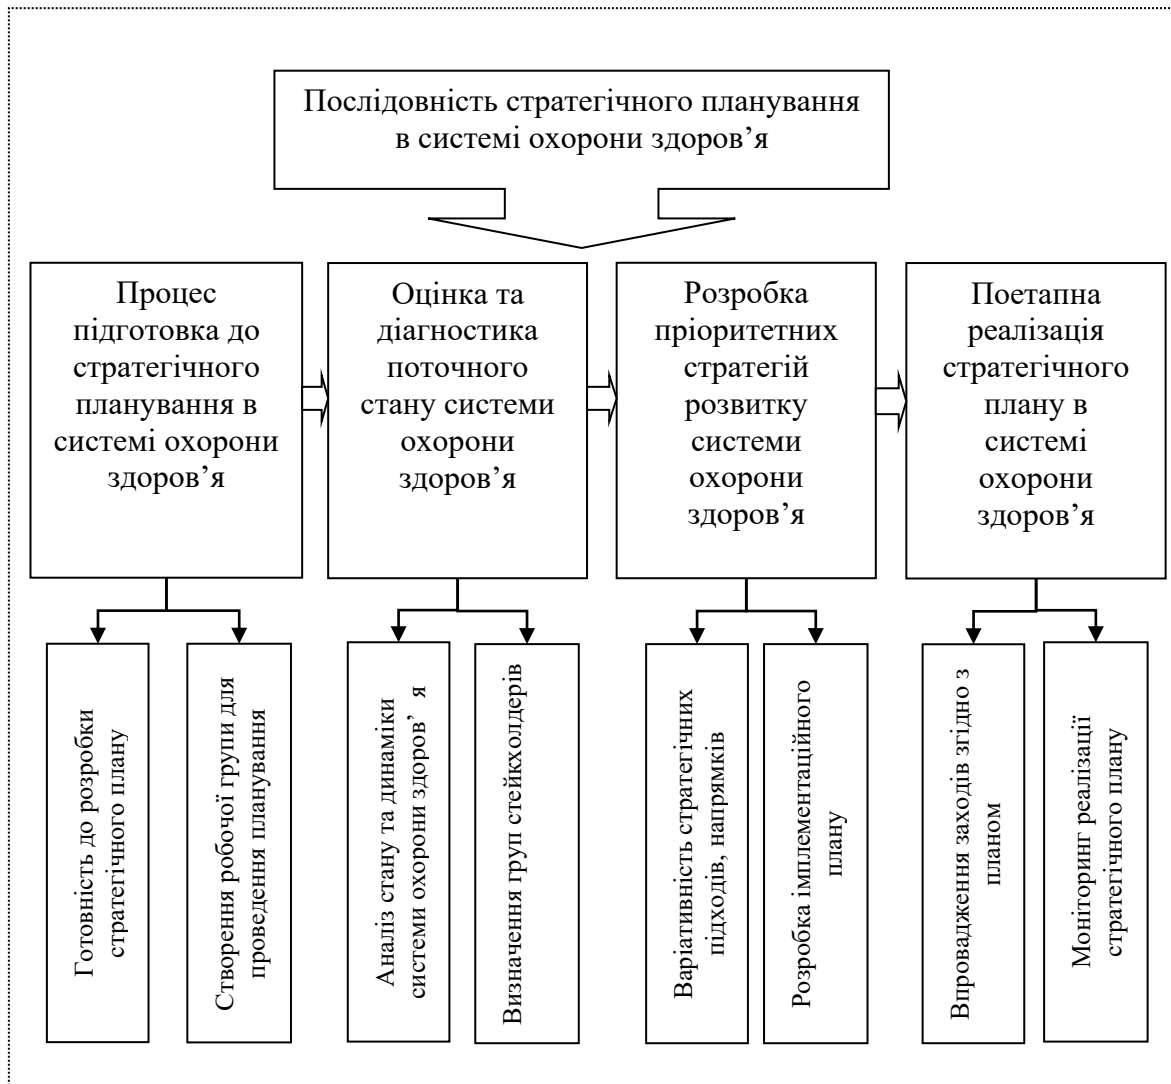 Послідовність стратегічного планування
в системі охорони здоров’я
Процес
підготовка до
стратегічного
планування в
системі охорони
здоров’я
Оцінка та
діагностика
поточного
стану системи
охорони
здоров’я
Розробка
пріоритетних
стратегій
розвитку
системи
охорони
здоров’я
Поетапна
реалізація
стратегічного
плану в
системі
охорони
здоров’я
Готовність до розробки
стратегічного плану
Створення робочої групи для
проведення планування
Аналіз стану та динаміки
системи охорони здоров’ я
Визначення груп стейкхолдерів
Варіативність стратегічних
підходів, напрямків
Розробка імплементаційного
плану
Впровадження заходів згідно з
планом
Моніторинг реалізації
стратегічного плану